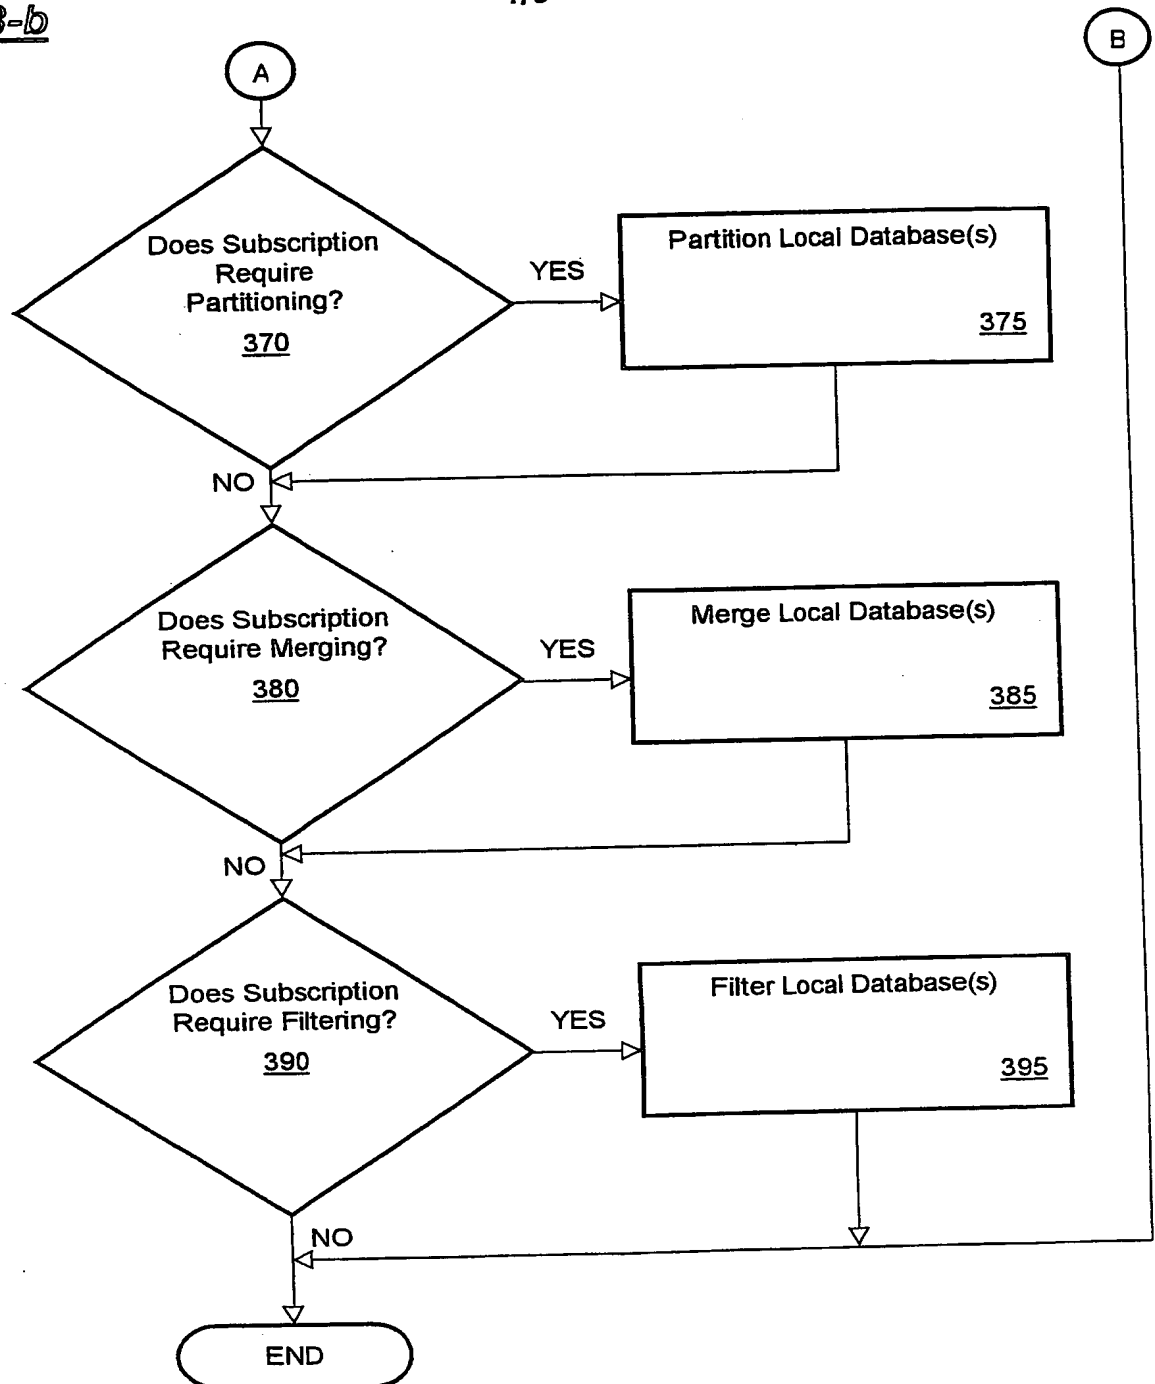 3-b
A
B
Does Subscription
Require
Partitioning?
370
YES
Partition Local Database(s)
375
NO
Does Subscription
Require Merging?
380
YES
Merge Local Database(s)
385
NO
Does Subscription
Require Filtering?
390
YES
Filter Local Database(s)
395
NO
END